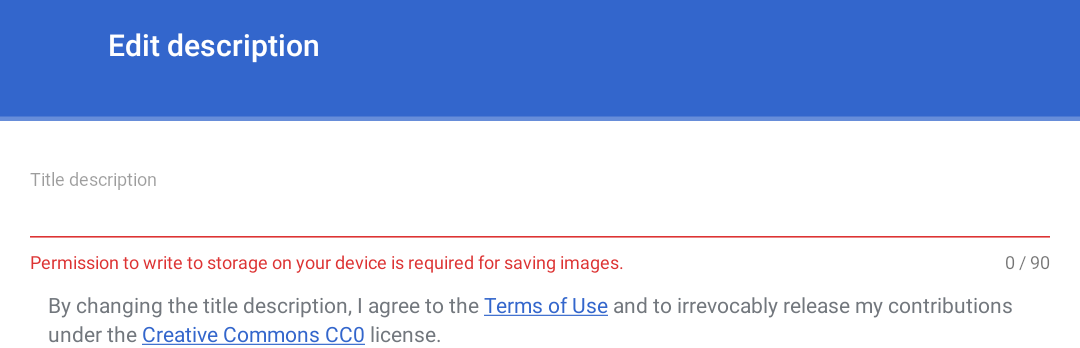 Edit description
Title description
Permission to write to storage on your device is required for saving images.
0 / 90
By changing the title description, I agree to the Terms of Use and to irrevocably release my contributions
under the Creative Commons CC0 license.